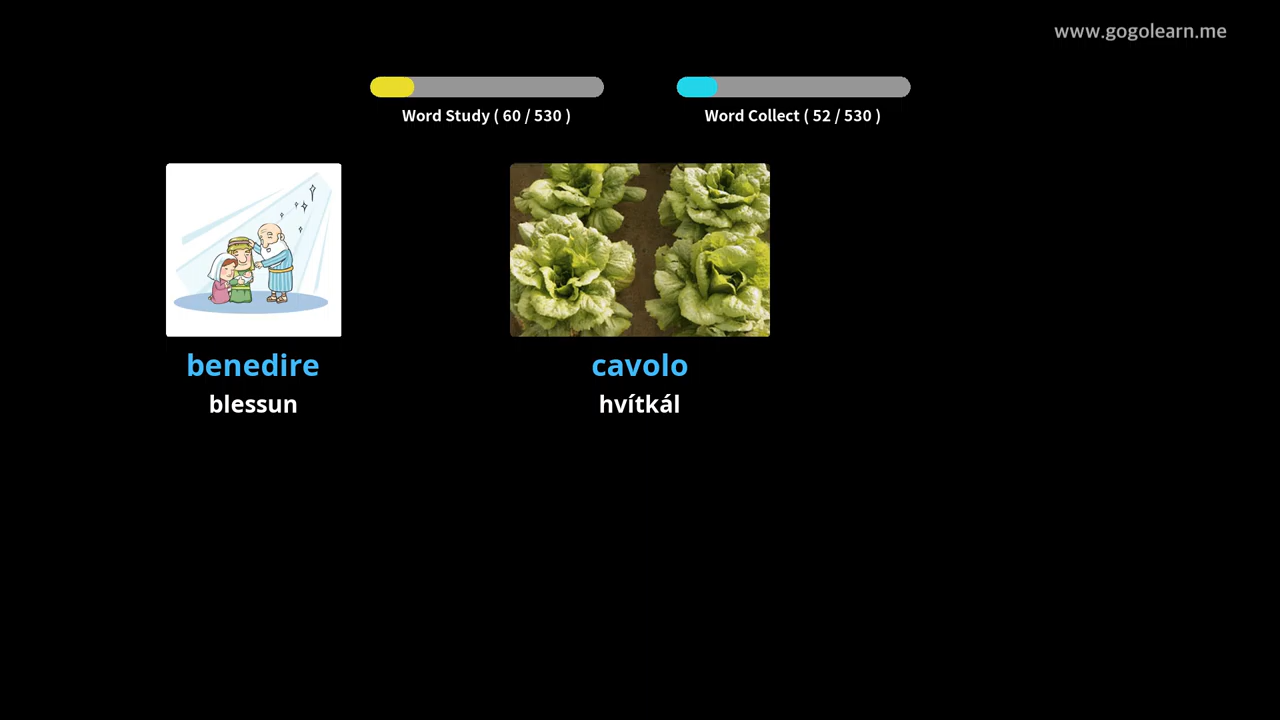 www.gogolearn.me
Word Study ( 60 / 530 )
Word Collect ( 52 / 530 )
benedire
blessun
cavolo
hvítkál